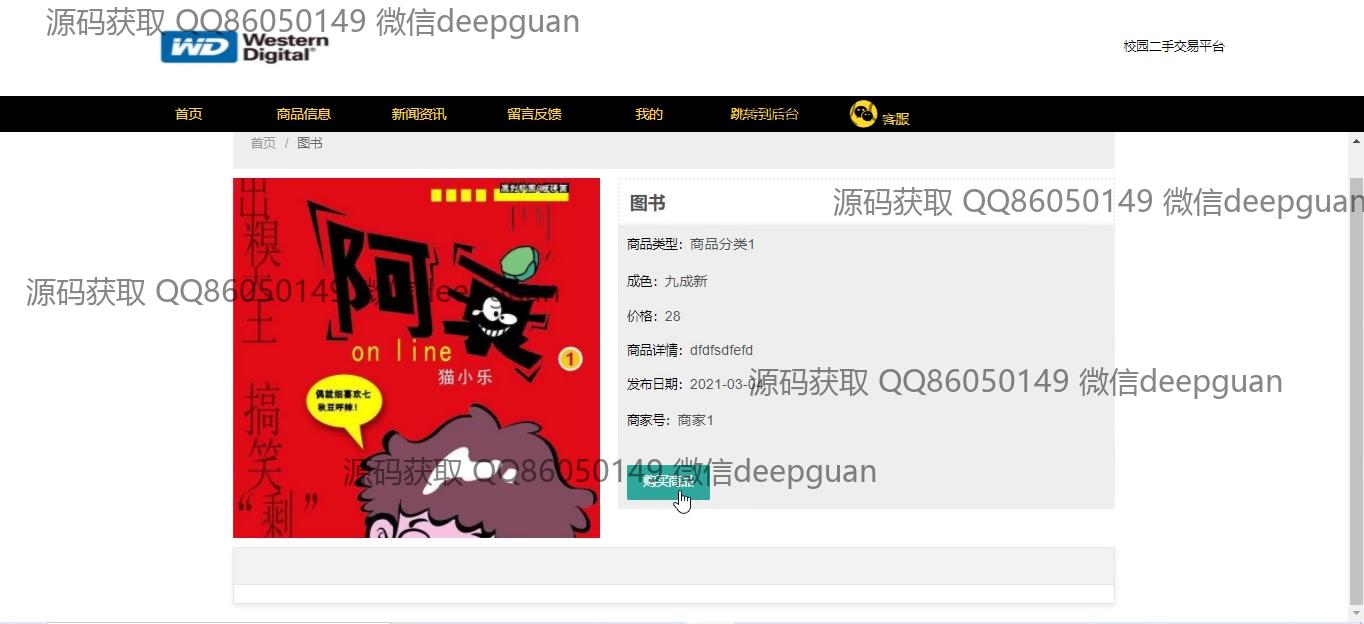 源码获取 QQ86050149 微信deepguan
WD Western
Digital
校园二手交易平台
首页 商品信息 新闻资讯 留言反馈 我的 跳转到后台 客服
首页 / 图书
图书
源码获取 QQ86050149 微信deepguan
商品类型：商品分类1
成色：九成新
源码获取 QQ86050149 微信deepguan
价格：28
商品详情：dfdfsdfefd
发布日期：2021-03-04
源码获取 QQ86050149 微信deepguan
商家号：商家1
源码获取 QQ86050149 微信deepguan
购买商品
出糗王
搞笑
“剩”
阿衰
on line
1
猫小乐
偶就稀喜欢七
秋豆呼辣！